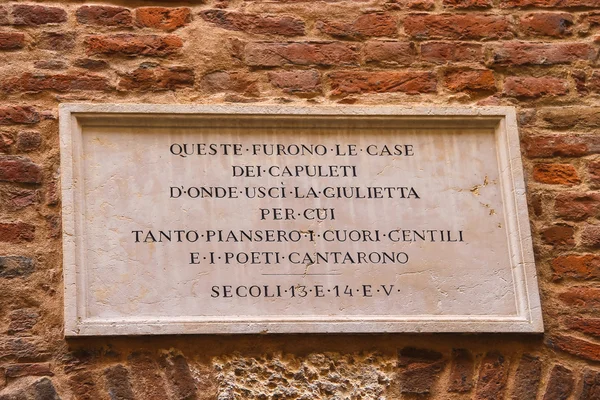 QUESTE·FURONO·LE·CASE
DEI·CAPULETI
D'ONDE·USCÌ·LA·GIULIETTA
PER·CUI
TANTO·PIANSERO·I·CUORI·GENTILI
E·I·POETI·CANTARONO
SECOLI·13·E·14·E·V·